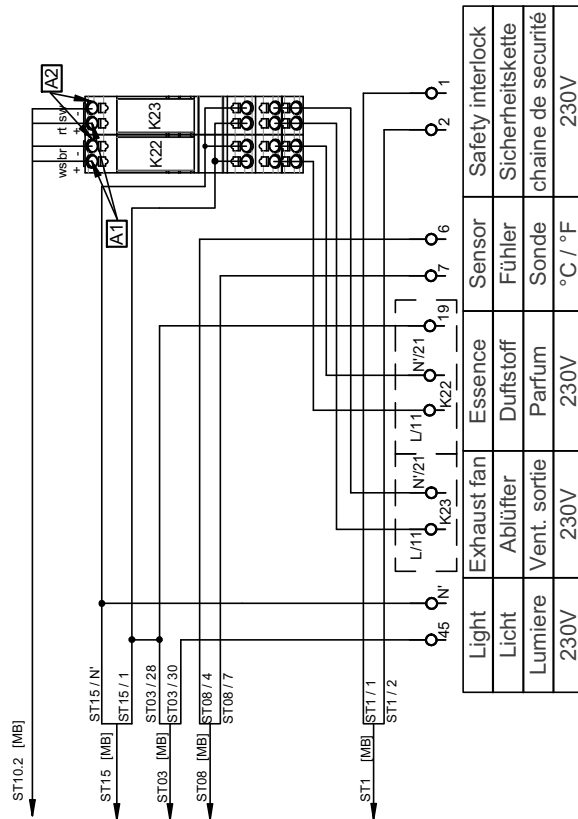 A2
ws br rt sw
+ - + -
K22
K23
A1
ST10.2 [MB]
ST15 / N'
ST15 / 1
ST15 [MB]
ST03 / 28
ST03 / 30
ST03 [MB]
ST08 / 4
ST08 / 7
ST08 [MB]
ST1 / 1
ST1 / 2
ST1 [MB]
45
N'
L/11
K23
N'/21
L/11
K22
N'/21
19
7
6
2
1
Light
Licht
Lumiere
230V
Exhaust fan
Ablüfter
Vent. sortie
230V
Essence
Duftstoff
Parfum
230V
Sensor
Fühler
Sonde
°C / °F
Safety interlock
Sicherheitskette
chaine de securité
230V